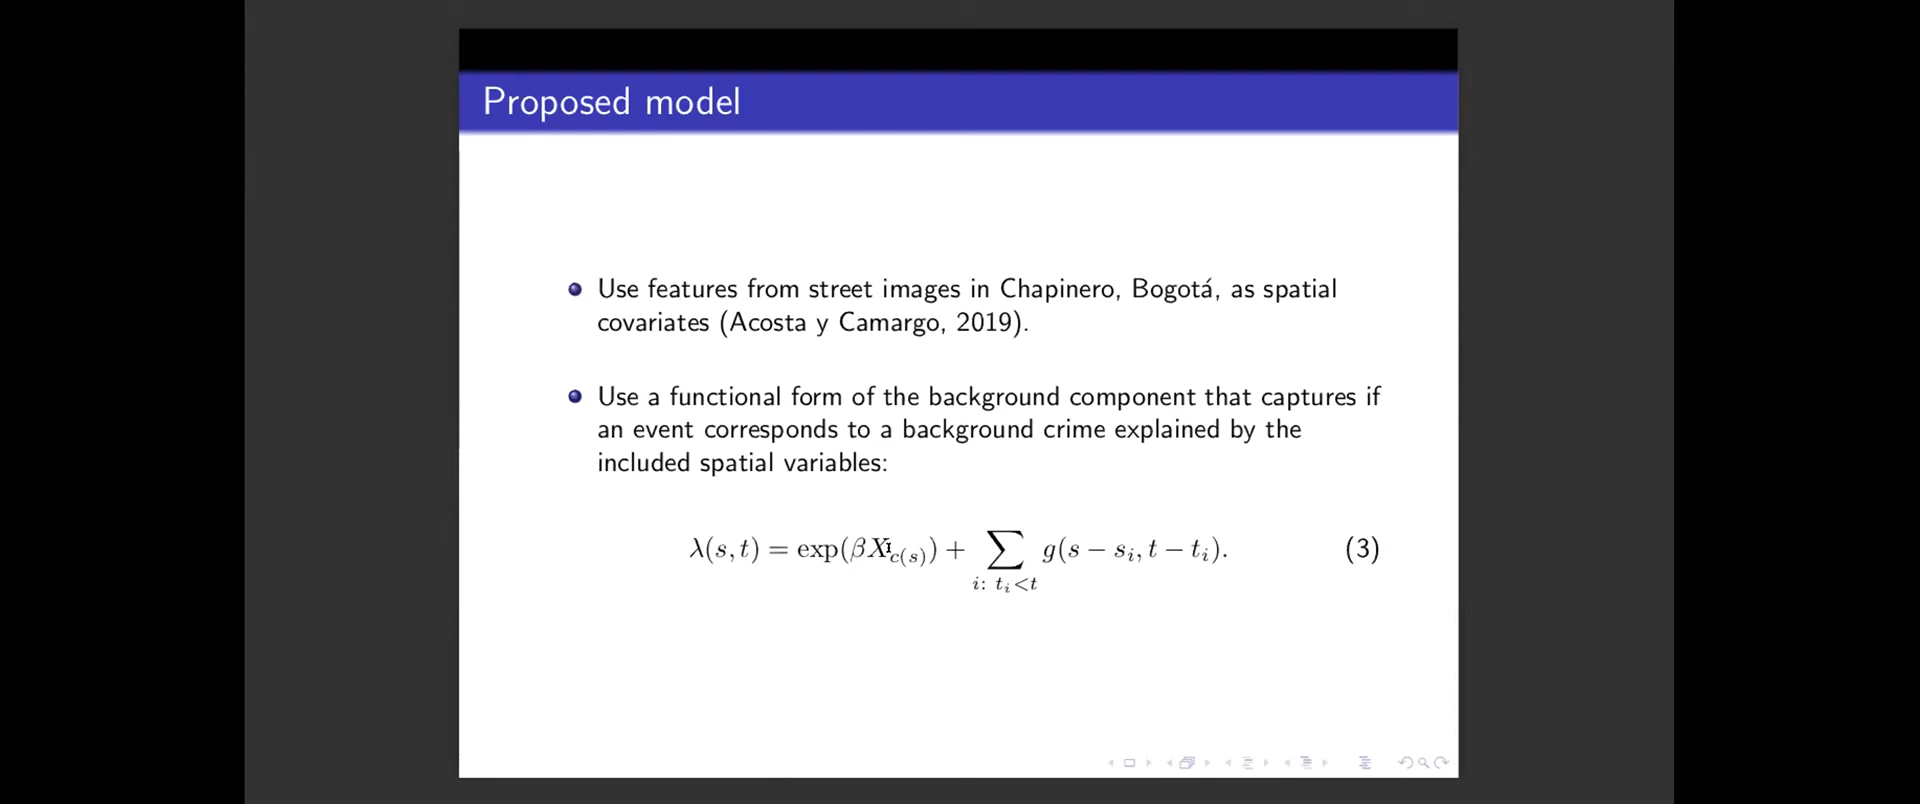 Proposed model
Use features from street images in Chapinero, Bogotá, as spatial
covariates (Acosta y Camargo, 2019).
Use a functional form of the background component that captures if
an event corresponds to a background crime explained by the
included spatial variables:
λ(s, t) = exp(βX_{c(s)}) + ∑_{i: t_i<t} g(s − s_i, t − t_i). (3)